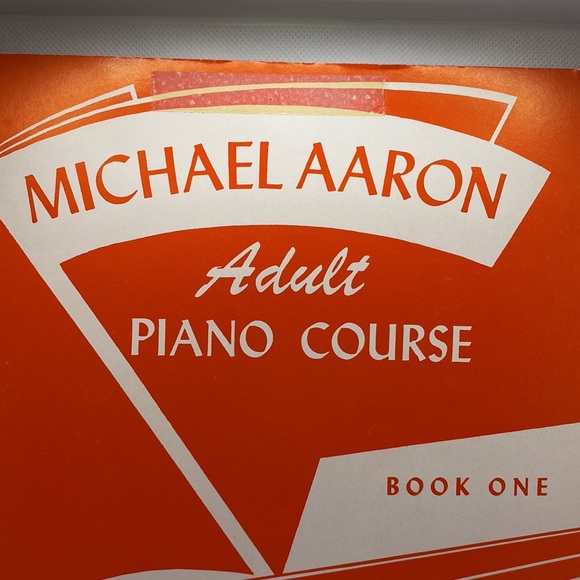 MICHAEL AARON
Adult
PIANO COURSE
BOOK ONE